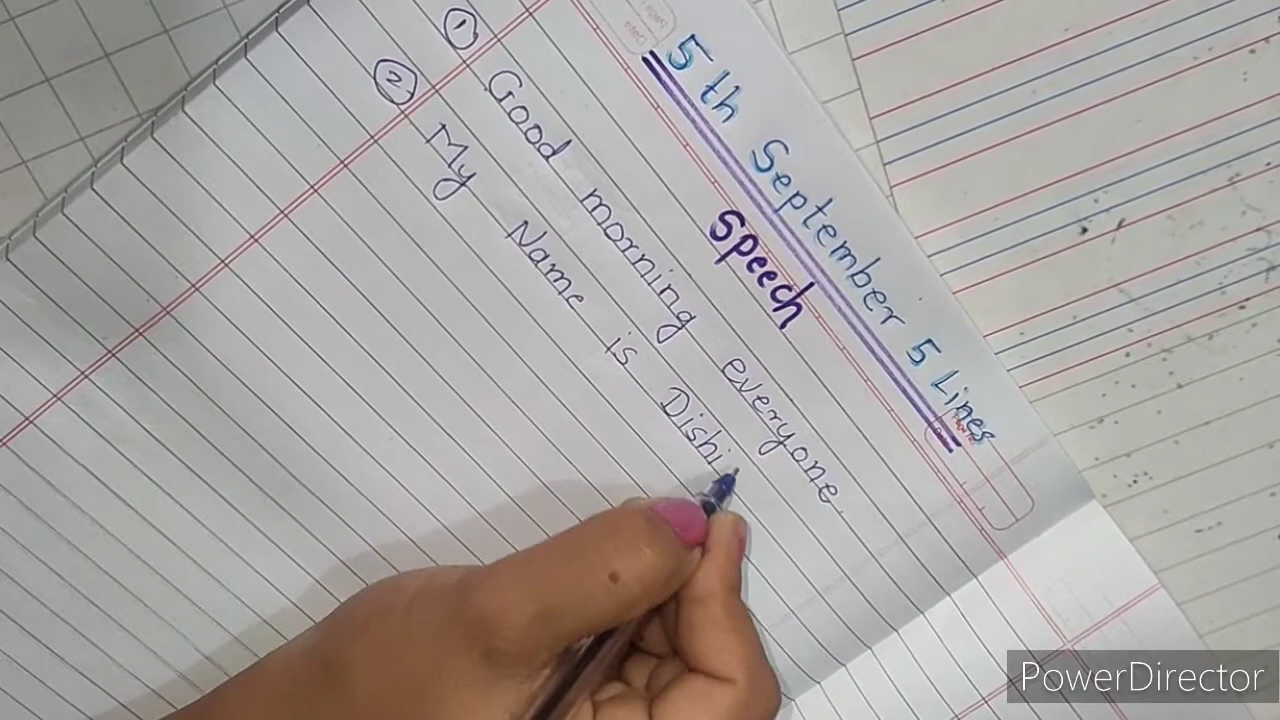 5th September 5 Lines
Speech
① Good morning everyone.
② My Name is Dishi
PowerDirector